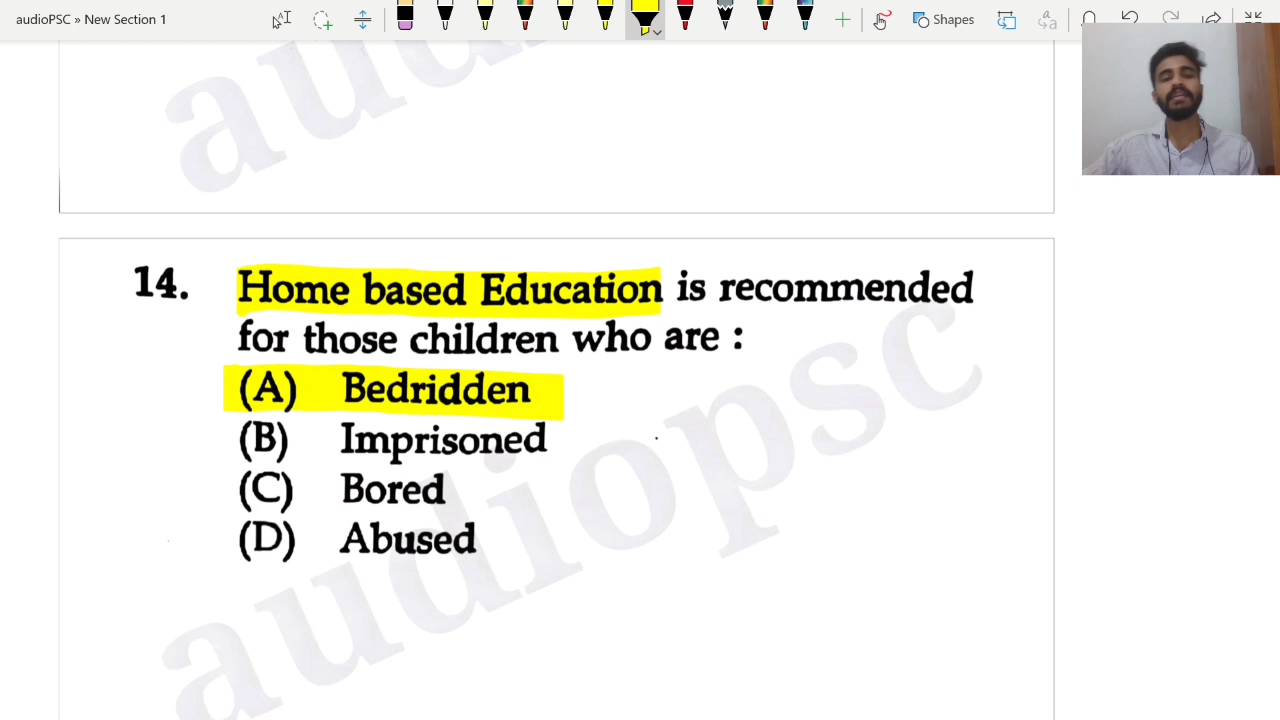 audioPSC » New Section 1
Shapes
audiopsc
14. Home based Education is recommended
for those children who are :
(A) Bedridden
(B) Imprisoned
(C) Bored
(D) Abused
audiopsc